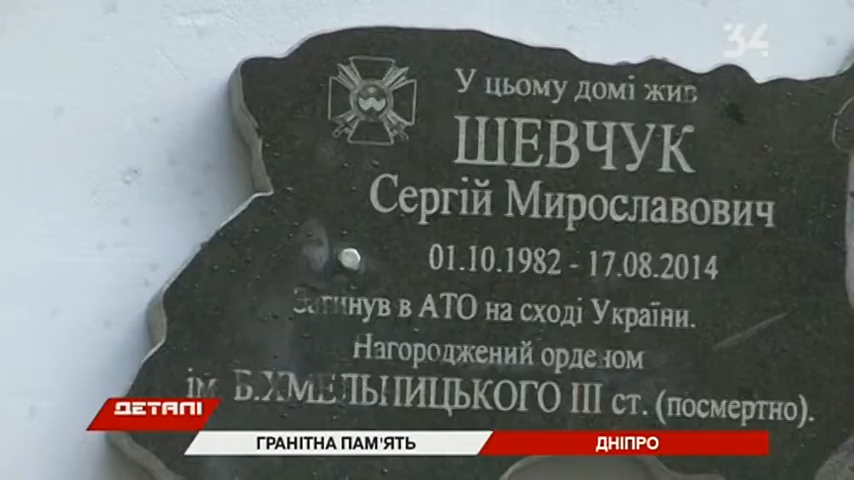 34
У цьому домі жив
ШЕВЧУК
Сергій Мирославович
01.10.1982 - 17.08.2014
Загинув в АТО на сході України.
Нагороджений орденом
ім. Б.ХМЕЛЬНИЦЬКОГО III ст. (посмертно).
ДЕТАЛІ
ГРАНІТНА ПАМ'ЯТЬ
ДНІПРО